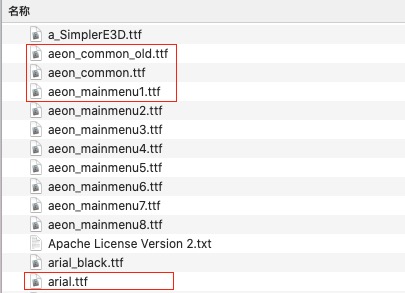 名称
a_SimplerE3D.ttf
aeon_common_old.ttf
aeon_common.ttf
aeon_mainmenu1.ttf
aeon_mainmenu2.ttf
aeon_mainmenu3.ttf
aeon_mainmenu4.ttf
aeon_mainmenu5.ttf
aeon_mainmenu6.ttf
aeon_mainmenu7.ttf
aeon_mainmenu8.ttf
Apache License Version 2.txt
arial_black.ttf
arial.ttf